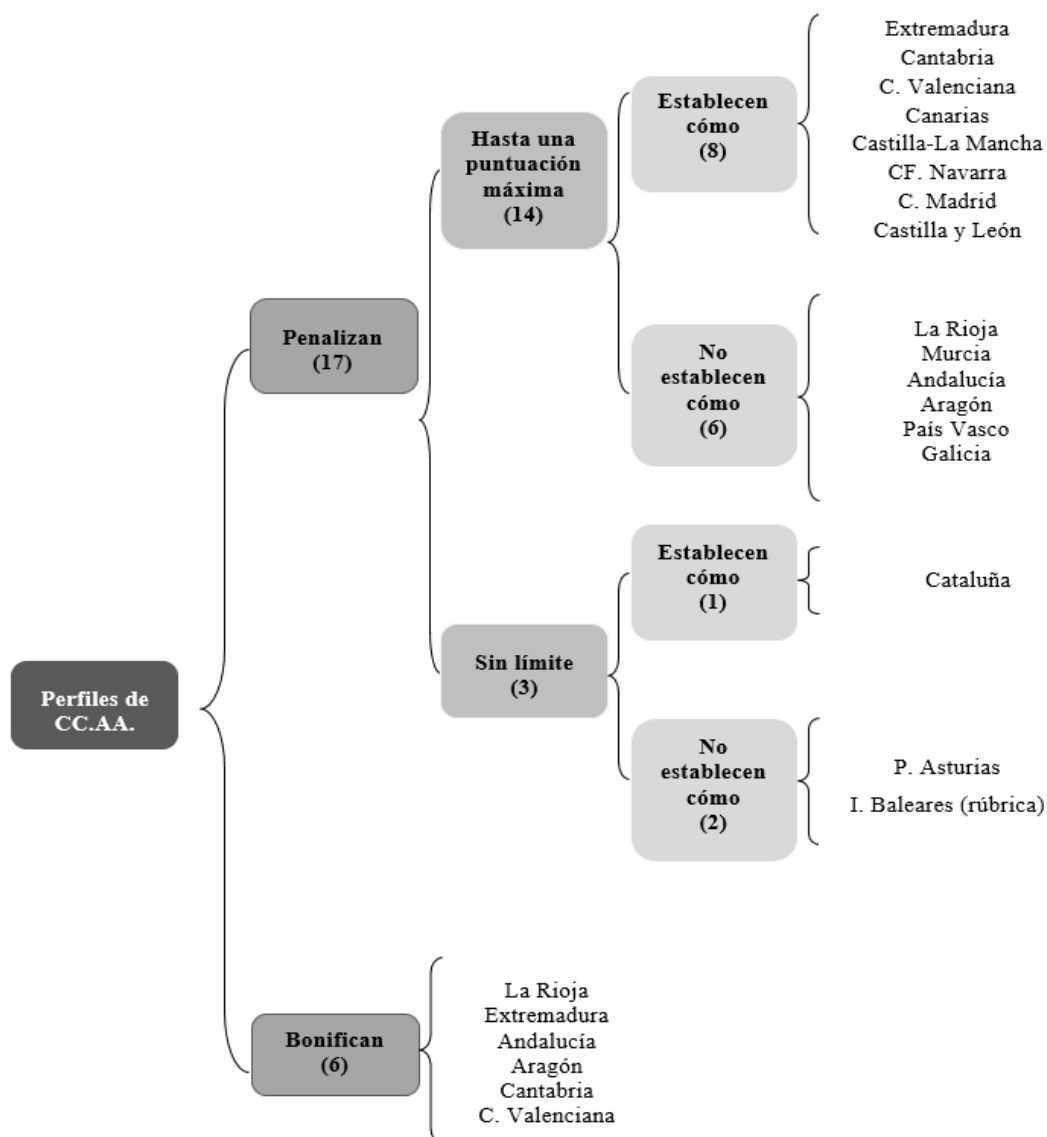 Perfiles de
CC.AA.
Penalizan
(17)
Hasta una
puntuación
máxima
(14)
Establecen
cómo
(8)
Extremadura
Cantabria
C. Valenciana
Canarias
Castilla-La Mancha
CF. Navarra
C. Madrid
Castilla y León
No
establecen
cómo
(6)
La Rioja
Murcia
Andalucía
Aragón
País Vasco
Galicia
Sin límite
(3)
Establecen
cómo
(1)
Cataluña
No
establecen
cómo
(2)
P. Asturias
I. Baleares (rúbrica)
Bonifican
(6)
La Rioja
Extremadura
Andalucía
Aragón
Cantabria
C. Valenciana